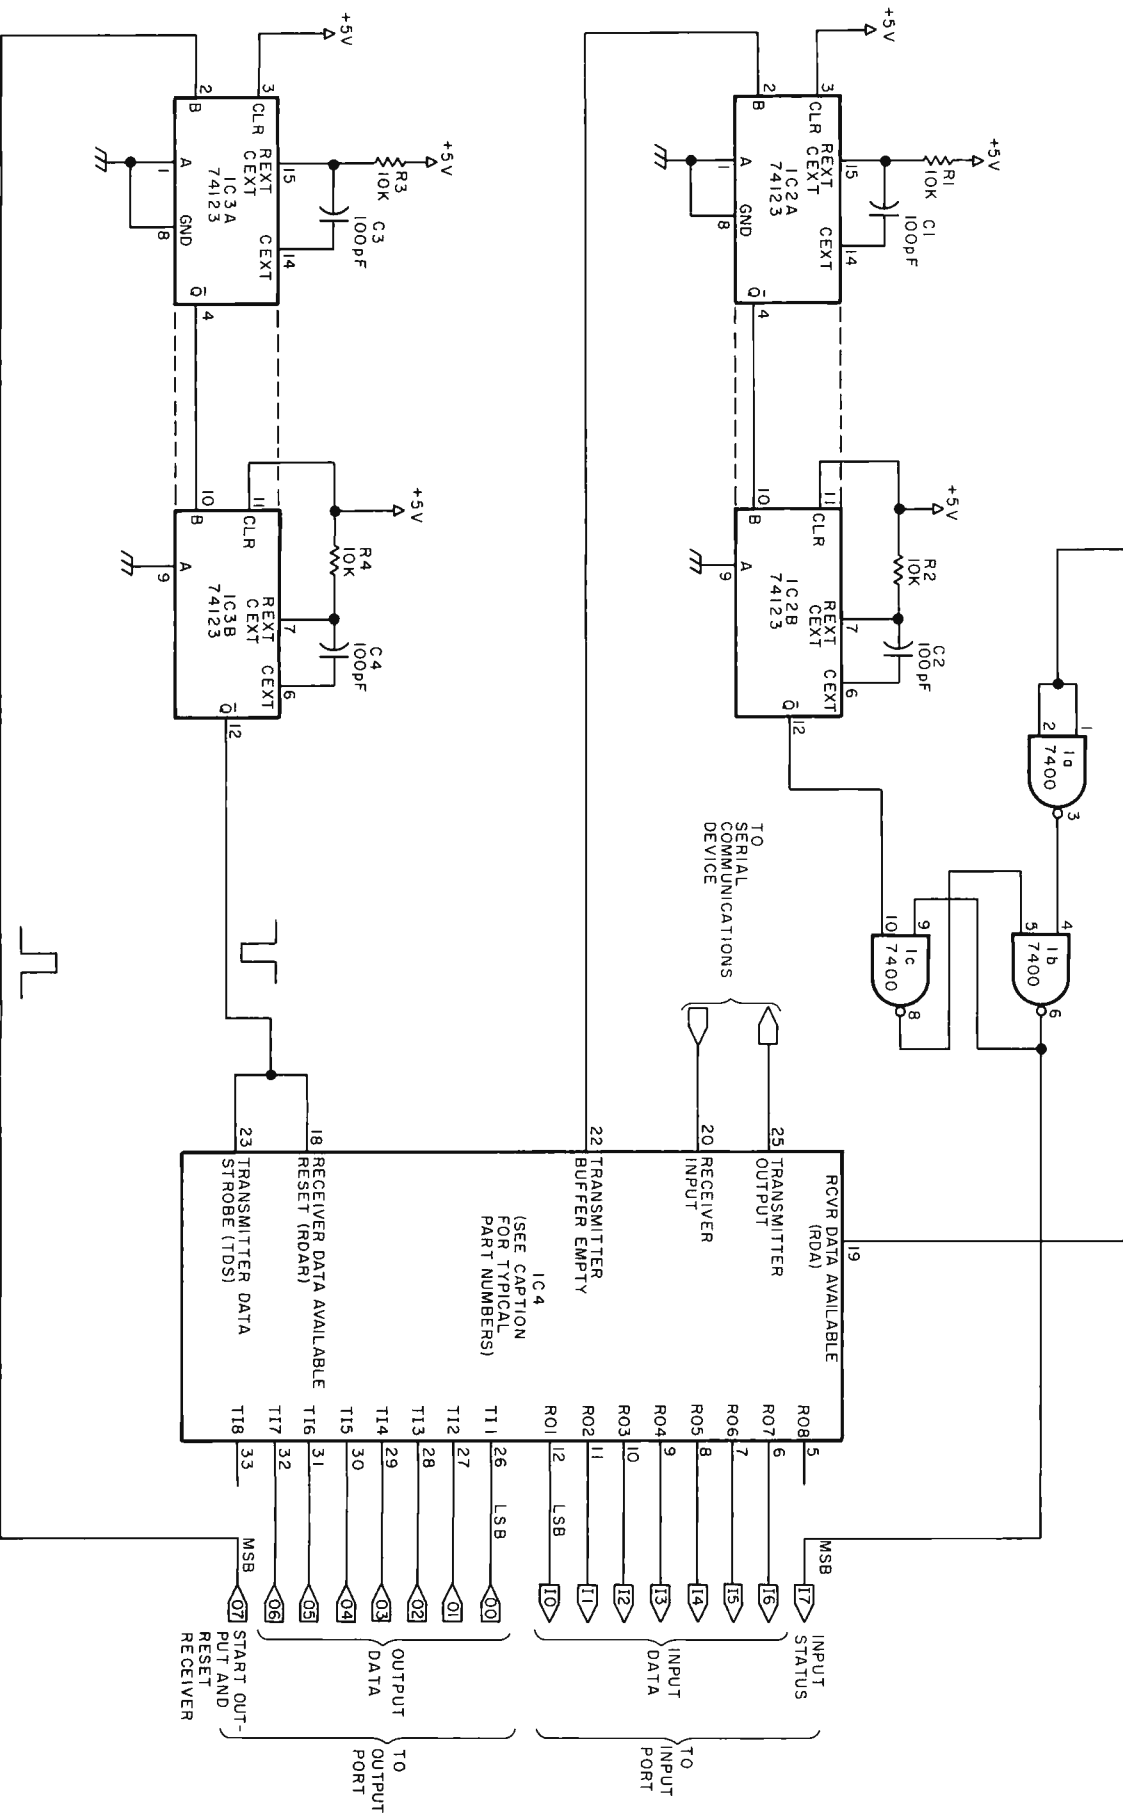 +5V
3
CLR
2
B
+5V
R1
10K
C1
100pF
15
14
REXT
CEXT
CEXT
IC2A
74123
A
1
GND
8
Q̄
4
+5V
R2
10K
C2
100pF
11
CLR
10
B
7
6
REXT
CEXT
CEXT
IC2B
74123
A
9
Q̄
12
1
2
Ia
7400
3
4
5
Ib
7400
6
9
10
Ic
7400
8
TO
SERIAL
COMMUNICATIONS
DEVICE
+5V
3
CLR
2
B
+5V
R3
10K
C3
100pF
15
14
REXT
CEXT
CEXT
IC3A
74123
A
1
GND
8
Q̄
4
+5V
R4
10K
C4
100pF
11
CLR
10
B
7
6
REXT
CEXT
CEXT
IC3B
74123
A
9
Q̄
12
19
RCVR DATA AVAILABLE
(RDA)
25
TRANSMITTER
OUTPUT
20
RECEIVER
INPUT
22
TRANSMITTER
BUFFER EMPTY
IC4
(SEE CAPTION
FOR TYPICAL
PART NUMBERS)
18
RECEIVER DATA AVAILABLE
RESET (RDAR)
23
TRANSMITTER DATA
STROBE (TDS)
RO8 5
RO7 6
RO6 7
RO5 8
RO4 9
RO3 10
RO2 11
RO1 12
TI1 26
TI2 27
TI3 28
TI4 29
TI5 30
TI6 31
TI7 32
TI8 33
MSB
LSB
LSB
MSB
I7
I6
I5
I4
I3
I2
I1
I0
O0
O1
O2
O3
O4
O5
O6
O7
INPUT
STATUS
INPUT
DATA
OUTPUT
DATA
START OUT-
PUT AND
RESET
RECEIVER
TO
INPUT
PORT
TO
OUTPUT
PORT